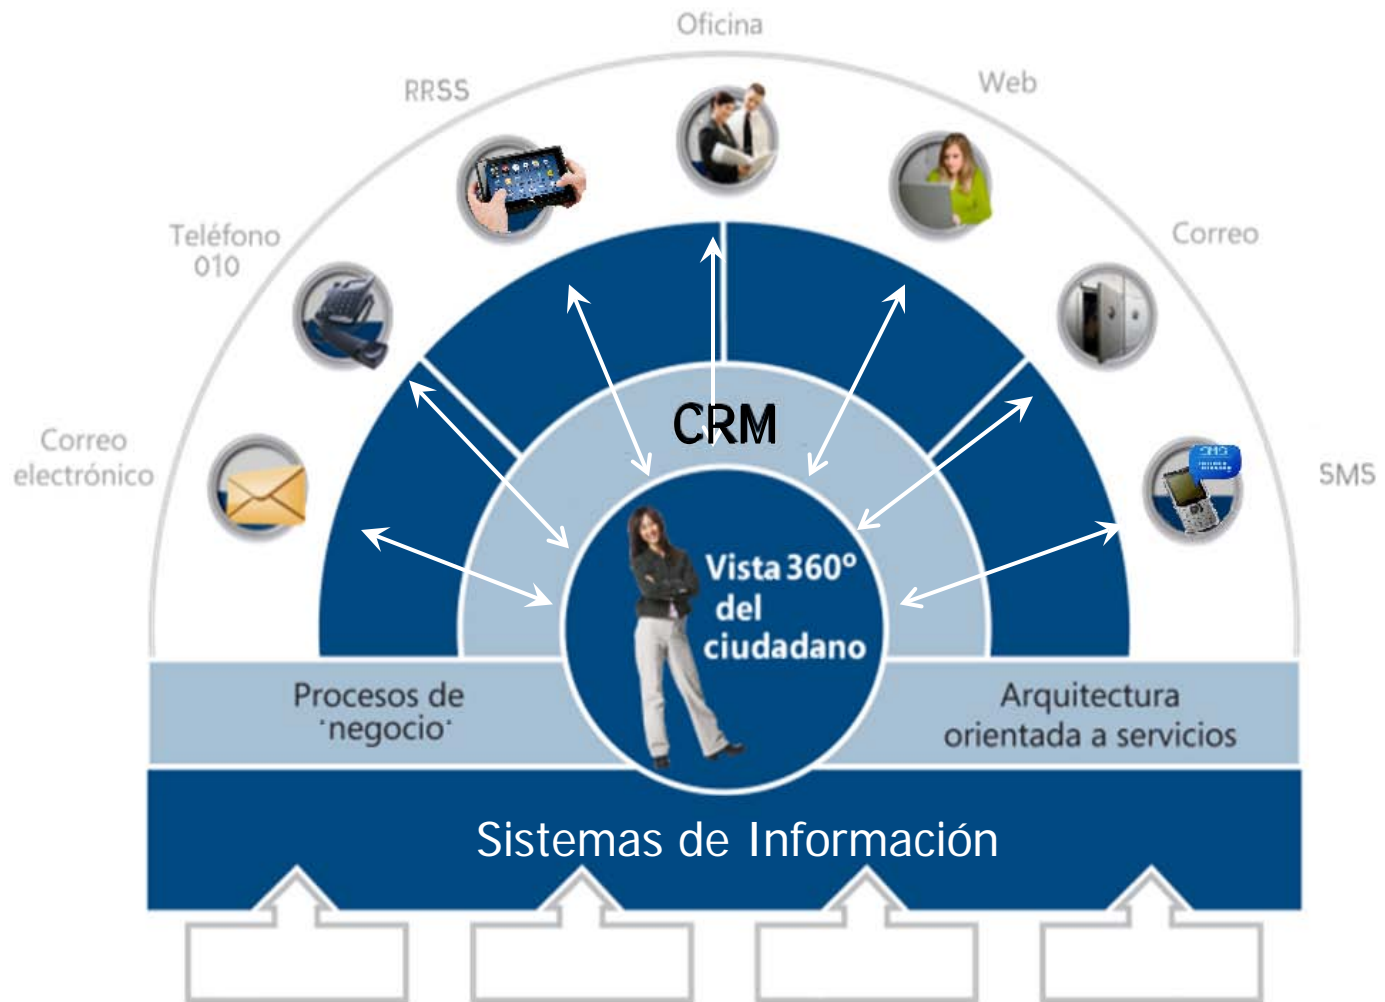 Oficina
RRSS
Web
Teléfono
010
Correo
Correo
electrónico
SMS
SMS
CRM
Vista 360º
del
ciudadano
Procesos de
"negocio"
Arquitectura
orientada a servicios
Sistemas de Información